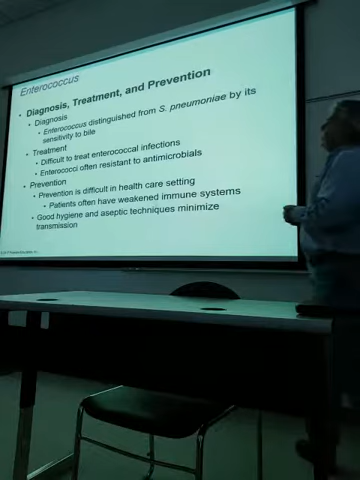 Enterococcus
• Diagnosis, Treatment, and Prevention
• Diagnosis
• Enterococcus distinguished from S. pneumoniae by its
sensitivity to bile
• Treatment
• Difficult to treat enterococcal infections
• Enterococci often resistant to antimicrobials
• Prevention
• Prevention is difficult in health care setting
• Patients often have weakened immune systems
• Good hygiene and aseptic techniques minimize
transmission